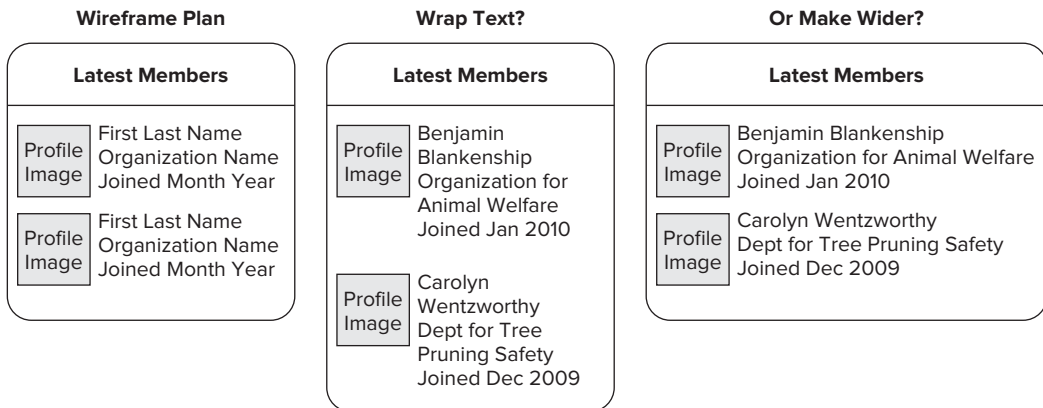 Wireframe Plan
Latest Members
Profile
Image
First Last Name
Organization Name
Joined Month Year
Profile
Image
First Last Name
Organization Name
Joined Month Year
Wrap Text?
Latest Members
Profile
Image
Benjamin
Blankenship
Organization for
Animal Welfare
Joined Jan 2010
Profile
Image
Carolyn
Wentzworthy
Dept for Tree
Pruning Safety
Joined Dec 2009
Or Make Wider?
Latest Members
Profile
Image
Benjamin Blankenship
Organization for Animal Welfare
Joined Jan 2010
Profile
Image
Carolyn Wentzworthy
Dept for Tree Pruning Safety
Joined Dec 2009